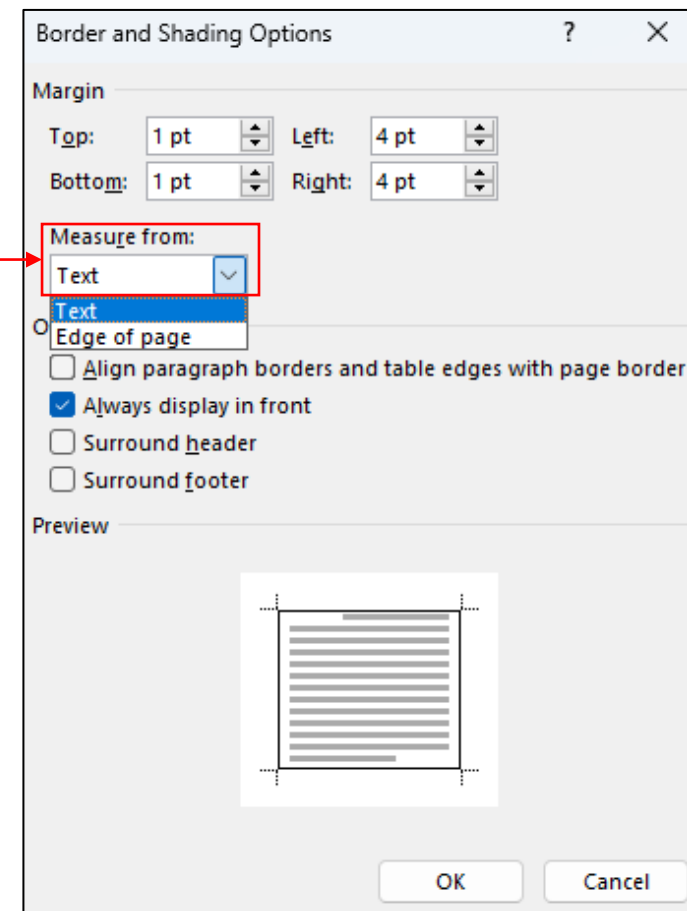 Border and Shading Options ? ×
Margin
Top: 1 pt Left: 4 pt
Bottom: 1 pt Right: 4 pt
Measure from:
Text
Text
O
Edge of page
Align paragraph borders and table edges with page border
Always display in front
Surround header
Surround footer
Preview
OK Cancel